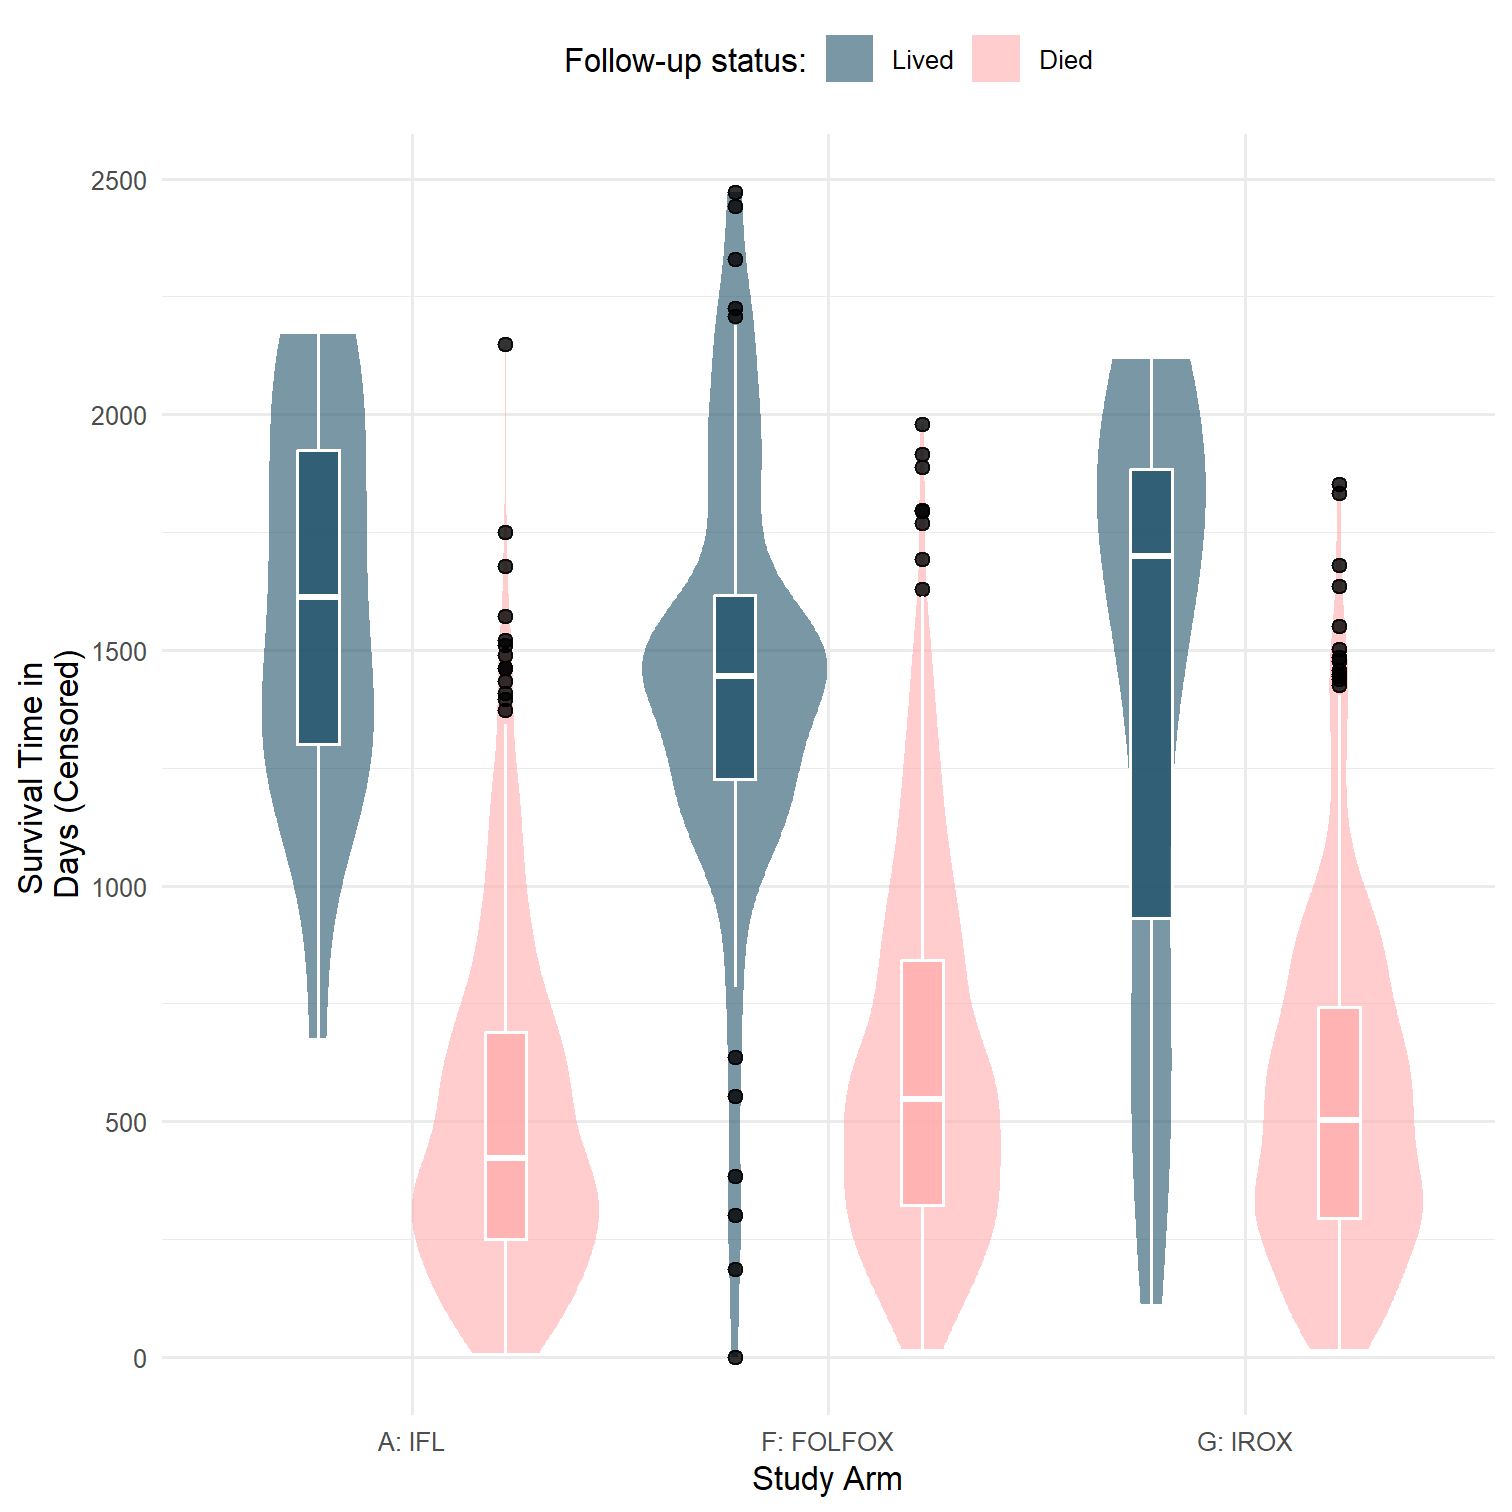 Follow-up status: Lived Died
Survival Time in
Days (Censored)
2500
2000
1500
1000
500
0
A: IFL F: FOLFOX G: IROX
Study Arm